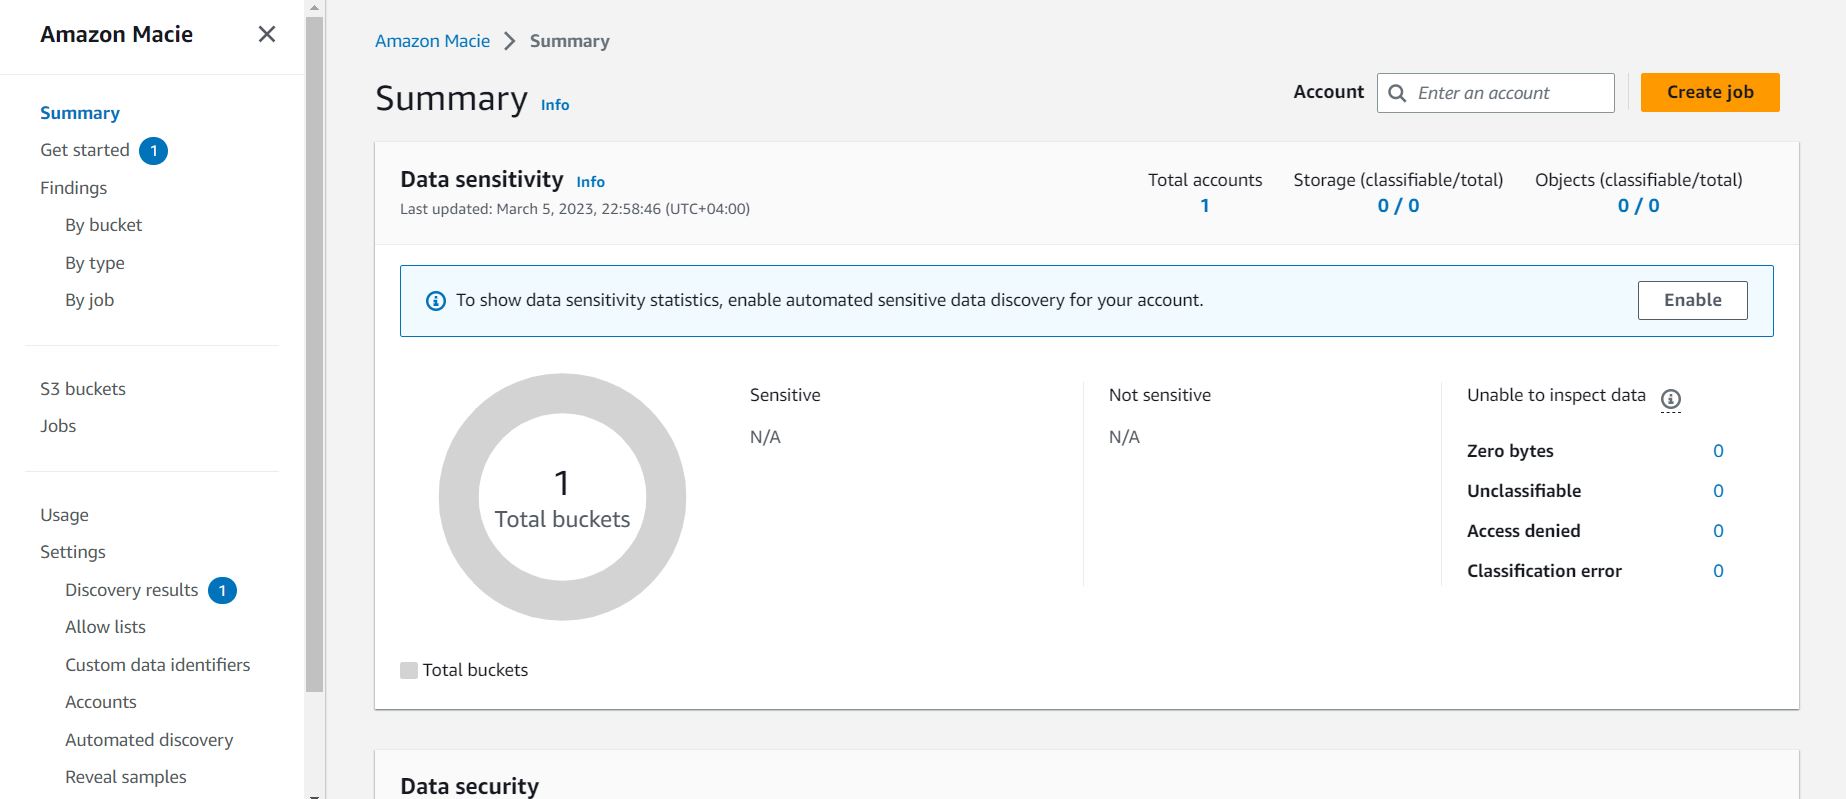 Amazon Macie
Summary
Get started 1
Findings
By bucket
By type
By job
S3 buckets
Jobs
Usage
Settings
Discovery results 1
Allow lists
Custom data identifiers
Accounts
Automated discovery
Reveal samples
Amazon Macie > Summary
Summary Info
Account Enter an account Create job
Data sensitivity Info
Last updated: March 5, 2023, 22:58:46 (UTC+04:00)
Total accounts
1
Storage (classifiable/total)
0 / 0
Objects (classifiable/total)
0 / 0
To show data sensitivity statistics, enable automated sensitive data discovery for your account. Enable
1
Total buckets
Total buckets
Sensitive
N/A
Not sensitive
N/A
Unable to inspect data
Zero bytes 0
Unclassifiable 0
Access denied 0
Classification error 0
Data security